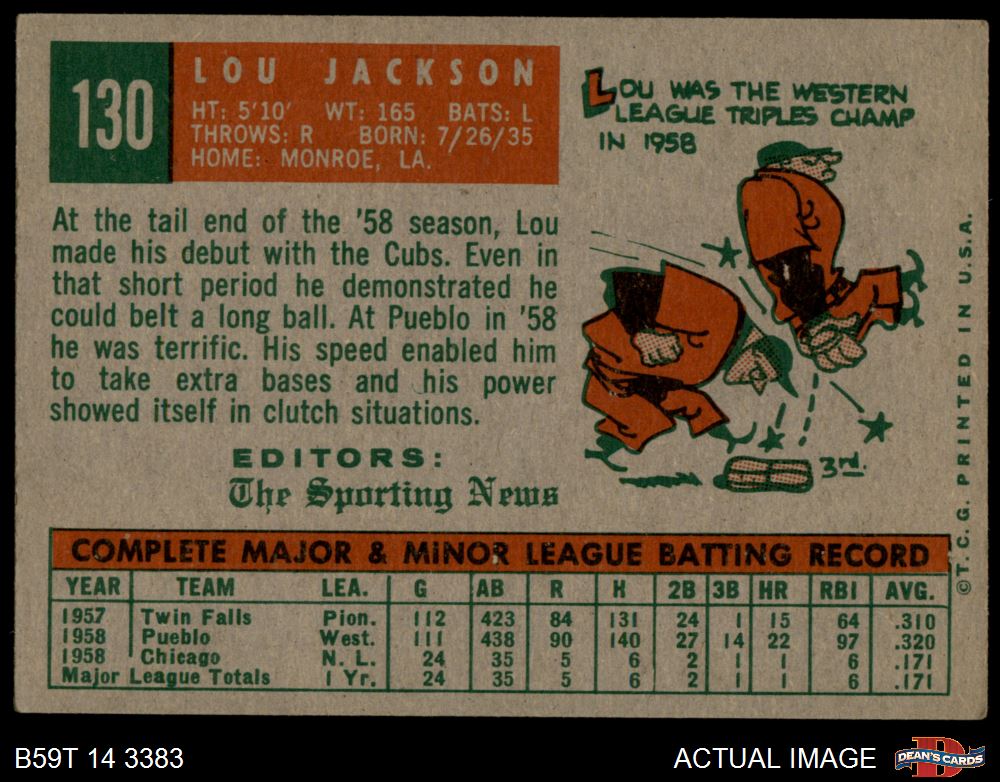 130
LOU JACKSON
HT: 5'10' WT: 165 BATS: L
THROWS: R BORN: 7/26/35
HOME: MONROE, LA.
LOU WAS THE WESTERN
LEAGUE TRIPLES CHAMP
IN 1958
At the tail end of the '58 season, Lou
made his debut with the Cubs. Even in
that short period he demonstrated he
could belt a long ball. At Pueblo in '58
he was terrific. His speed enabled him
to take extra bases and his power
showed itself in clutch situations.
EDITORS:
The Sporting News
3rd.
©T. C. G. PRINTED IN U.S.A.
COMPLETE MAJOR & MINOR LEAGUE BATTING RECORD
YEAR TEAM LEA. G AB R H 2B 3B HR RBI AVG.
1957 Twin Falls Pion. 112 423 84 131 24 1 15 64 .310
1958 Pueblo West. 111 438 90 140 27 14 22 97 .320
1958 Chicago N. L. 24 35 5 6 2 1 1 6 .171
Major League Totals 1 Yr. 24 35 5 6 2 1 1 6 .171
B59T 14 3383
ACTUAL IMAGE
D
DEAN'S CARDS